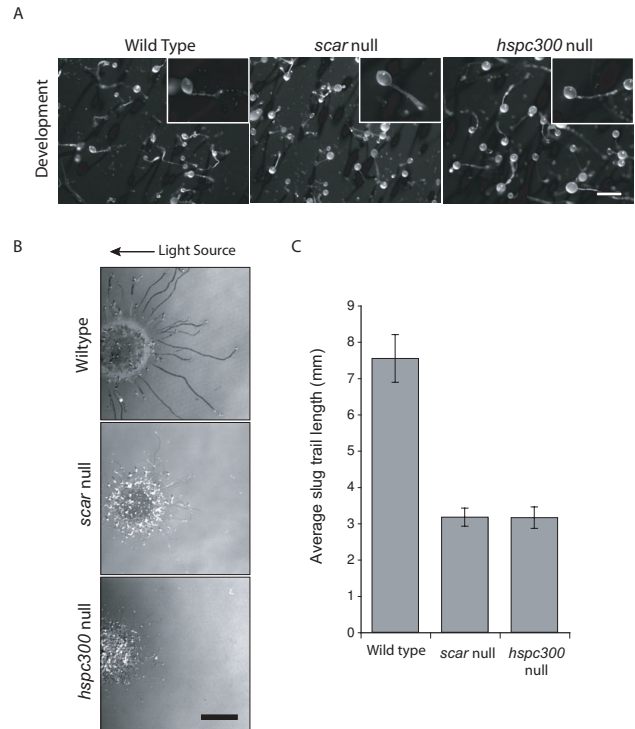 A
Wild Type
scar null
hspc300 null
Development
B
Light Source
Wiltype
scar null
hspc300 null
C
Average slug trail length (mm)
9
8
7
6
5
4
3
2
1
0
Wild type
scar null
hspc300
null